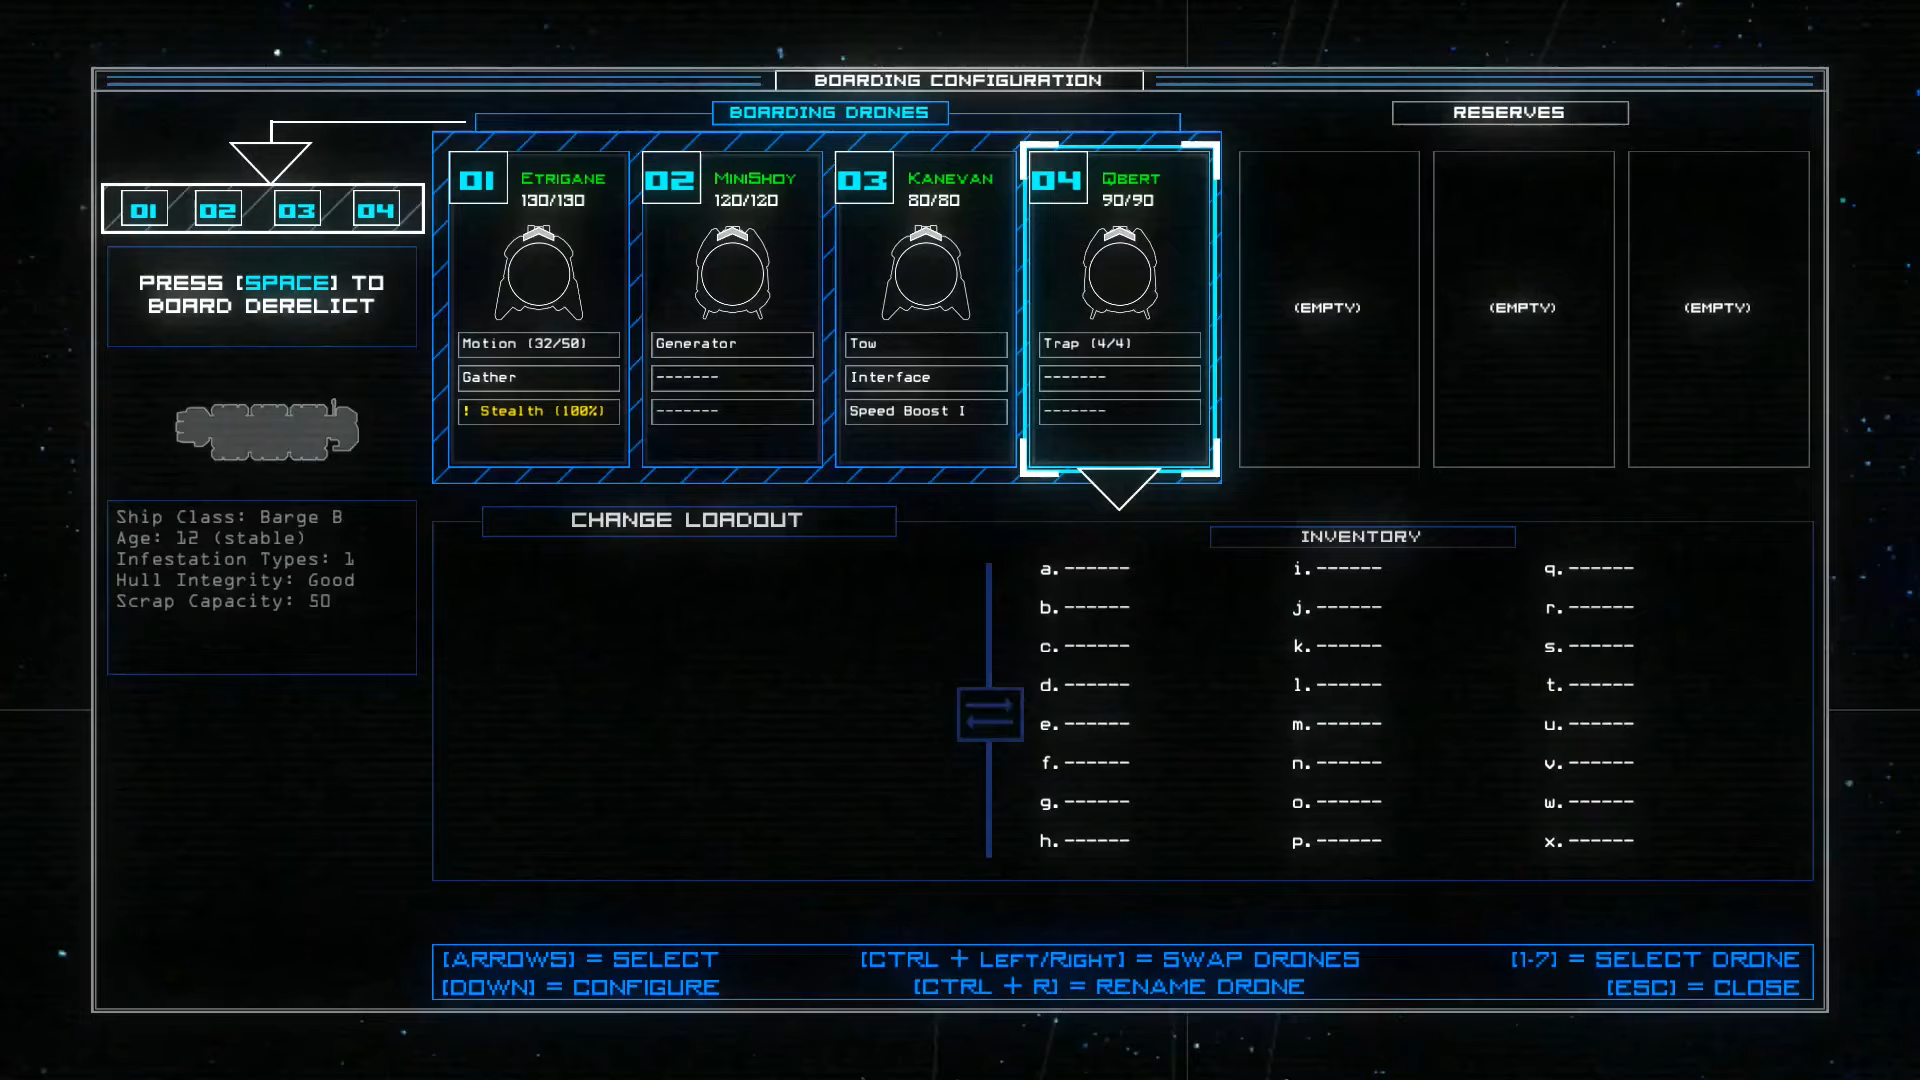 BOARDING CONFIGURATION
BOARDING DRONES
RESERVES
01 02 03 04
PRESS [SPACE] TO
BOARD DERELICT
Ship Class: Barge B
Age: 12 (stable)
Infestation Types: 1
Hull Integrity: Good
Scrap Capacity: 50
01 Etrigane
130/130
Motion (32/50)
Gather
! Stealth (100%)
02 MiniShoy
120/120
Generator
-------
-------
03 Kanevan
80/80
Tow
Interface
Speed Boost I
04 Qbert
90/90
Trap (4/4)
-------
-------
(EMPTY) (EMPTY) (EMPTY)
CHANGE LOADOUT
INVENTORY
a.------ i.------ q.------
b.------ j.------ r.------
c.------ k.------ s.------
d.------ l.------ t.------
e.------ m.------ u.------
f.------ n.------ v.------
g.------ o.------ w.------
h.------ p.------ x.------
[ARROWS] = SELECT [CTRL + Left/Right] = SWAP DRONES [1-7] = SELECT DRONE
[DOWN] = CONFIGURE [CTRL + R] = RENAME DRONE [ESC] = CLOSE